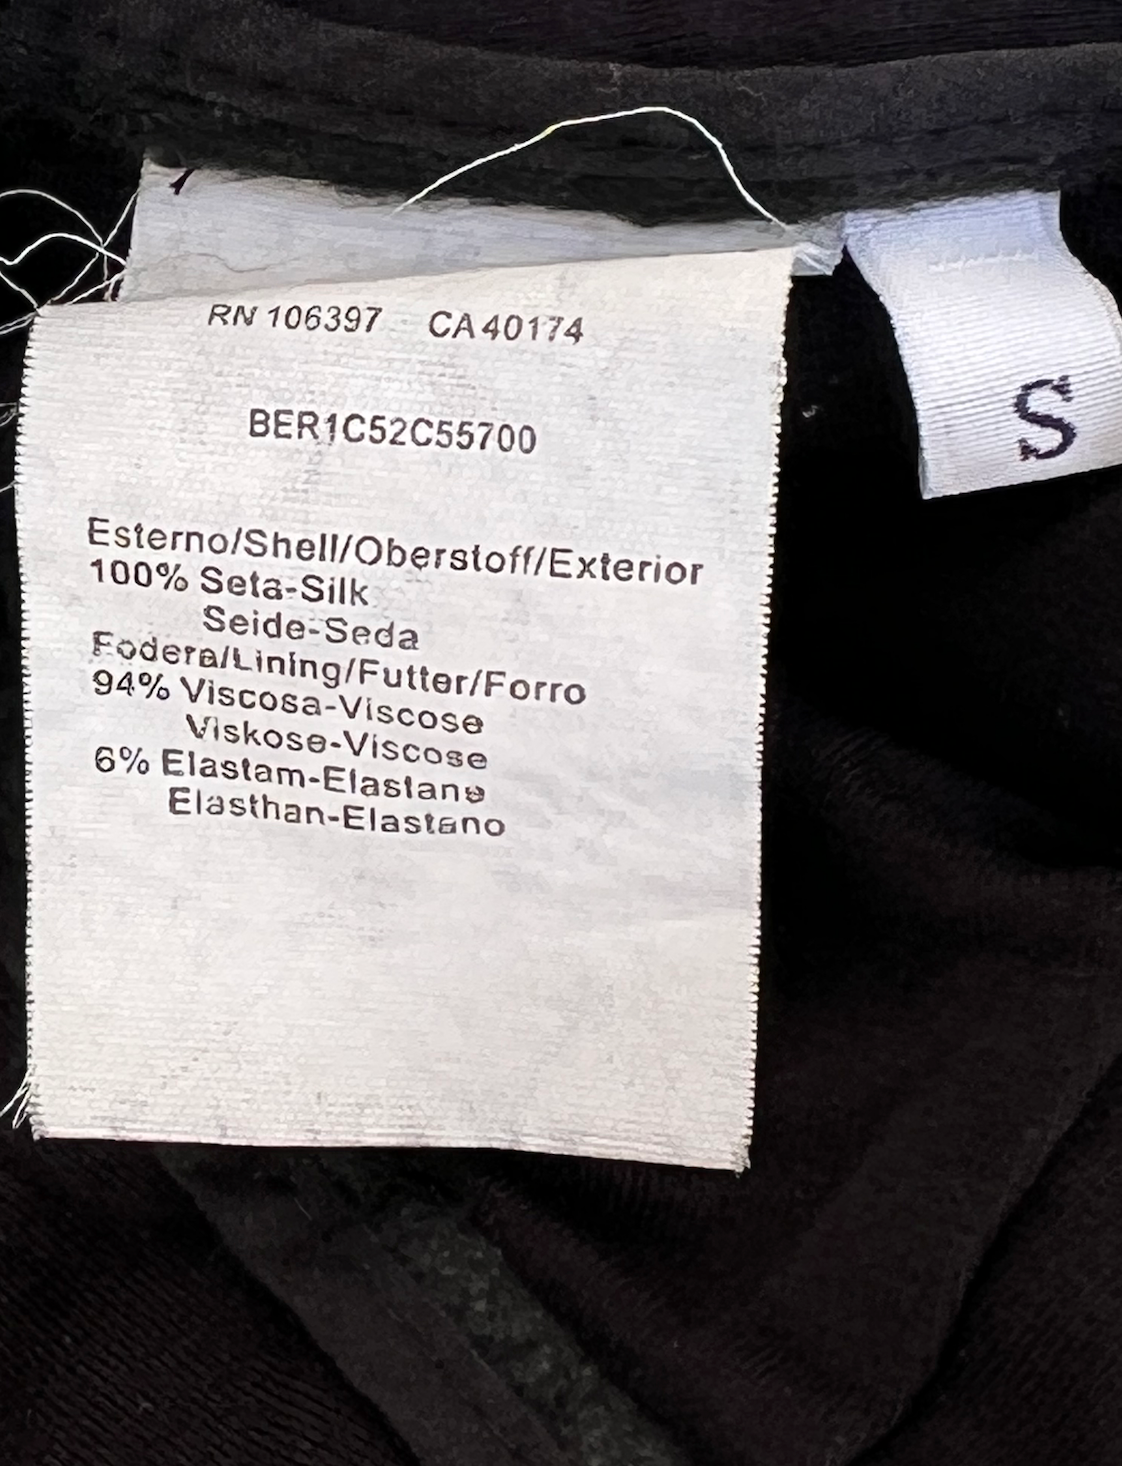 RN 106397 CA 40174
BER1C52C55700
Esterno/Shell/Oberstoff/Exterior
100% Seta-Silk
Seide-Seda
Fodera/Lining/Futter/Forro
94% Viscosa-Viscose
Viskose-Viscose
6% Elastam-Elastane
Elasthan-Elastano
S